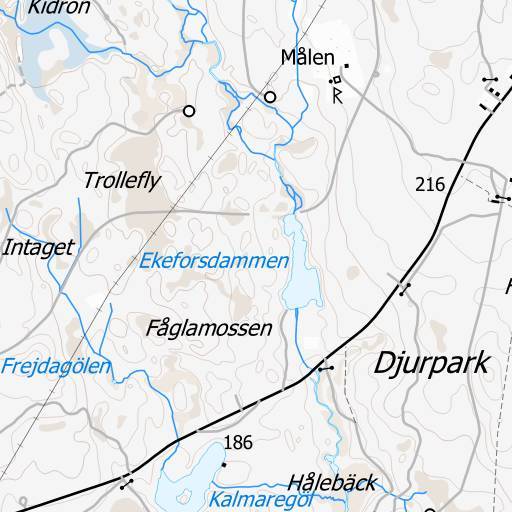 Kidron
Målen
R
Trollefly
216
Intaget
Ekeforsdammen
Fåglamossen
Frejdagölen
Djurpark
186
Hålebäck
Kalmaregöl